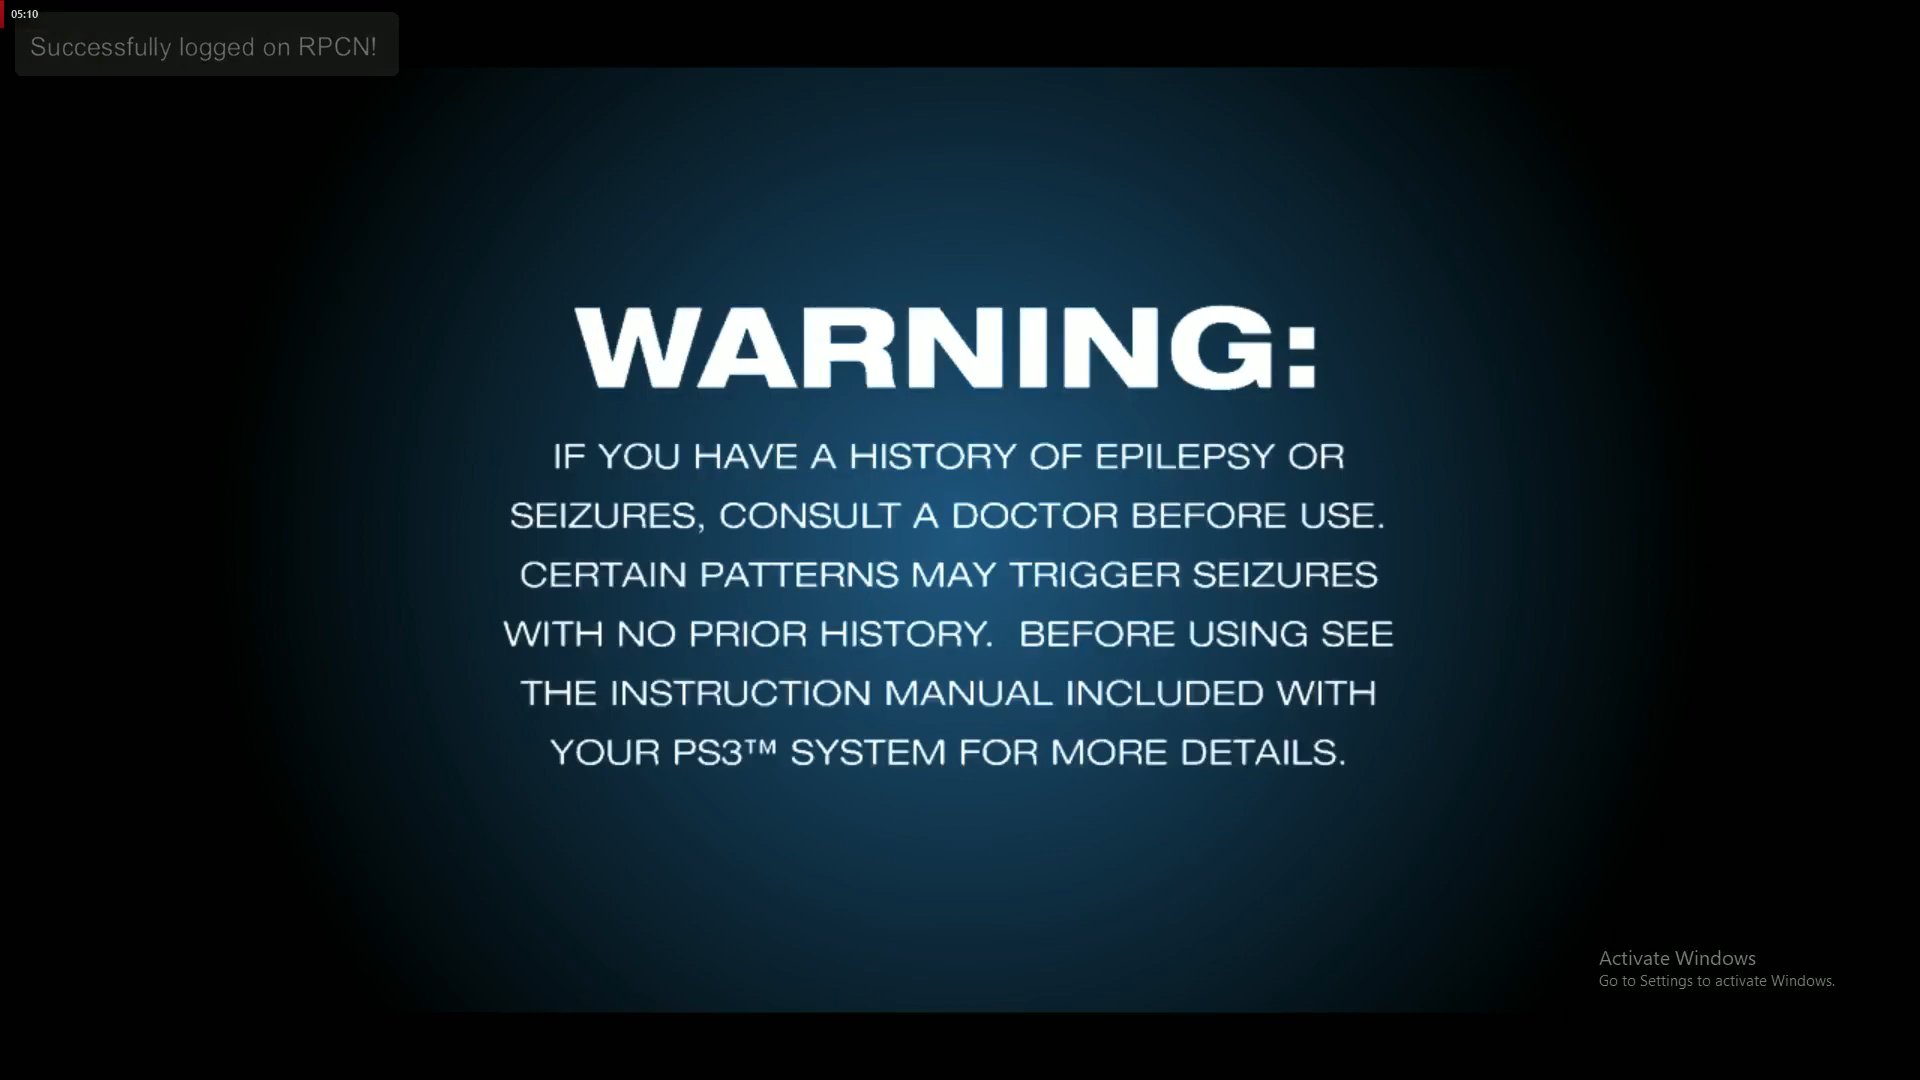 05:10
Successfully logged on RPCN!
WARNING:
IF YOU HAVE A HISTORY OF EPILEPSY OR
SEIZURES, CONSULT A DOCTOR BEFORE USE.
CERTAIN PATTERNS MAY TRIGGER SEIZURES
WITH NO PRIOR HISTORY.  BEFORE USING SEE
THE INSTRUCTION MANUAL INCLUDED WITH
YOUR PS3™ SYSTEM FOR MORE DETAILS.
Activate Windows
Go to Settings to activate Windows.